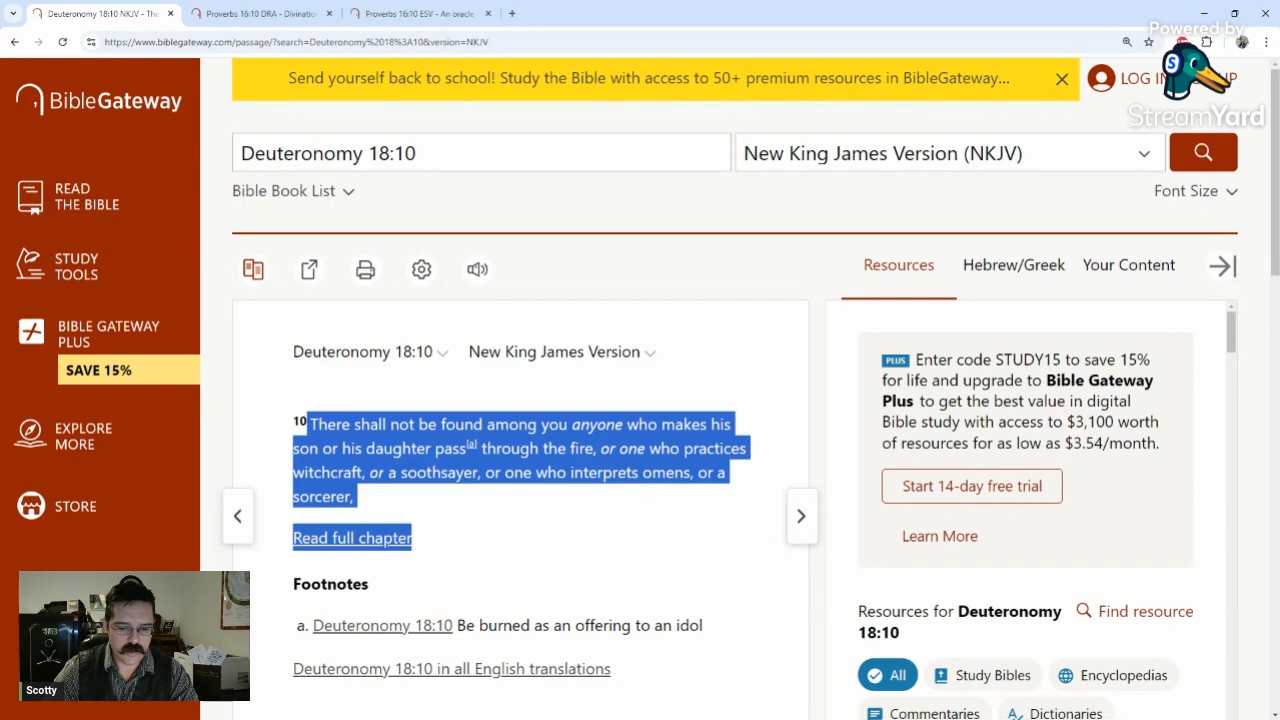 Deuteronomy 18:10 NKJV - The
Proverbs 16:10 DRA - Divination
Proverbs 16:10 ESV - An oracle
https://www.biblegateway.com/passage/?search=Deuteronomy%2018%3A10&version=NKJV
Powered by
StreamYard
BibleGateway
Send yourself back to school! Study the Bible with access to 50+ premium resources in BibleGateway...
LOG IN
UP
Deuteronomy 18:10
New King James Version (NKJV)
Bible Book List
Font Size
READ
THE BIBLE
STUDY
TOOLS
BIBLE GATEWAY
PLUS
SAVE 15%
EXPLORE
MORE
STORE
Resources
Hebrew/Greek
Your Content
Deuteronomy 18:10
New King James Version
10 There shall not be found among you anyone who makes his
son or his daughter pass[a] through the fire, or one who practices
witchcraft, or a soothsayer, or one who interprets omens, or a
sorcerer,
Read full chapter
Footnotes
a. Deuteronomy 18:10 Be burned as an offering to an idol
Deuteronomy 18:10 in all English translations
PLUS Enter code STUDY15 to save 15%
for life and upgrade to Bible Gateway
Plus to get the best value in digital
Bible study with access to $3,100 worth
of resources for as low as $3.54/month.
Start 14-day free trial
Learn More
Resources for Deuteronomy
18:10
Find resource
All
Study Bibles
Encyclopedias
Commentaries
Dictionaries
Scotty